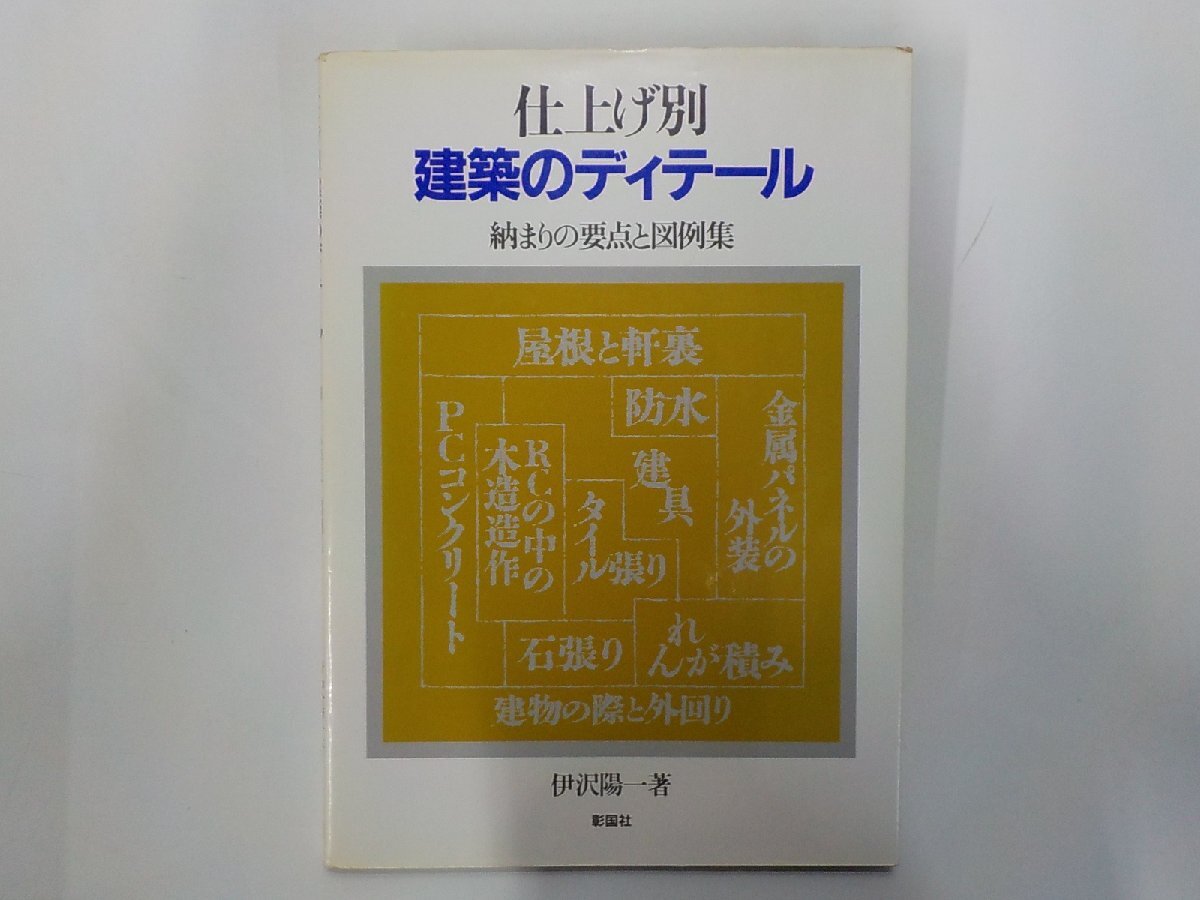 仕上げ別
建築のディテール
納まりの要点と図例集
屋根と軒裏
防水
金属パネルの
外装
建具
タイル張り
RCの中の
木造造作
PCコンクリート
石張り
れんが積み
建物の際と外回り
伊沢陽一著
彰国社